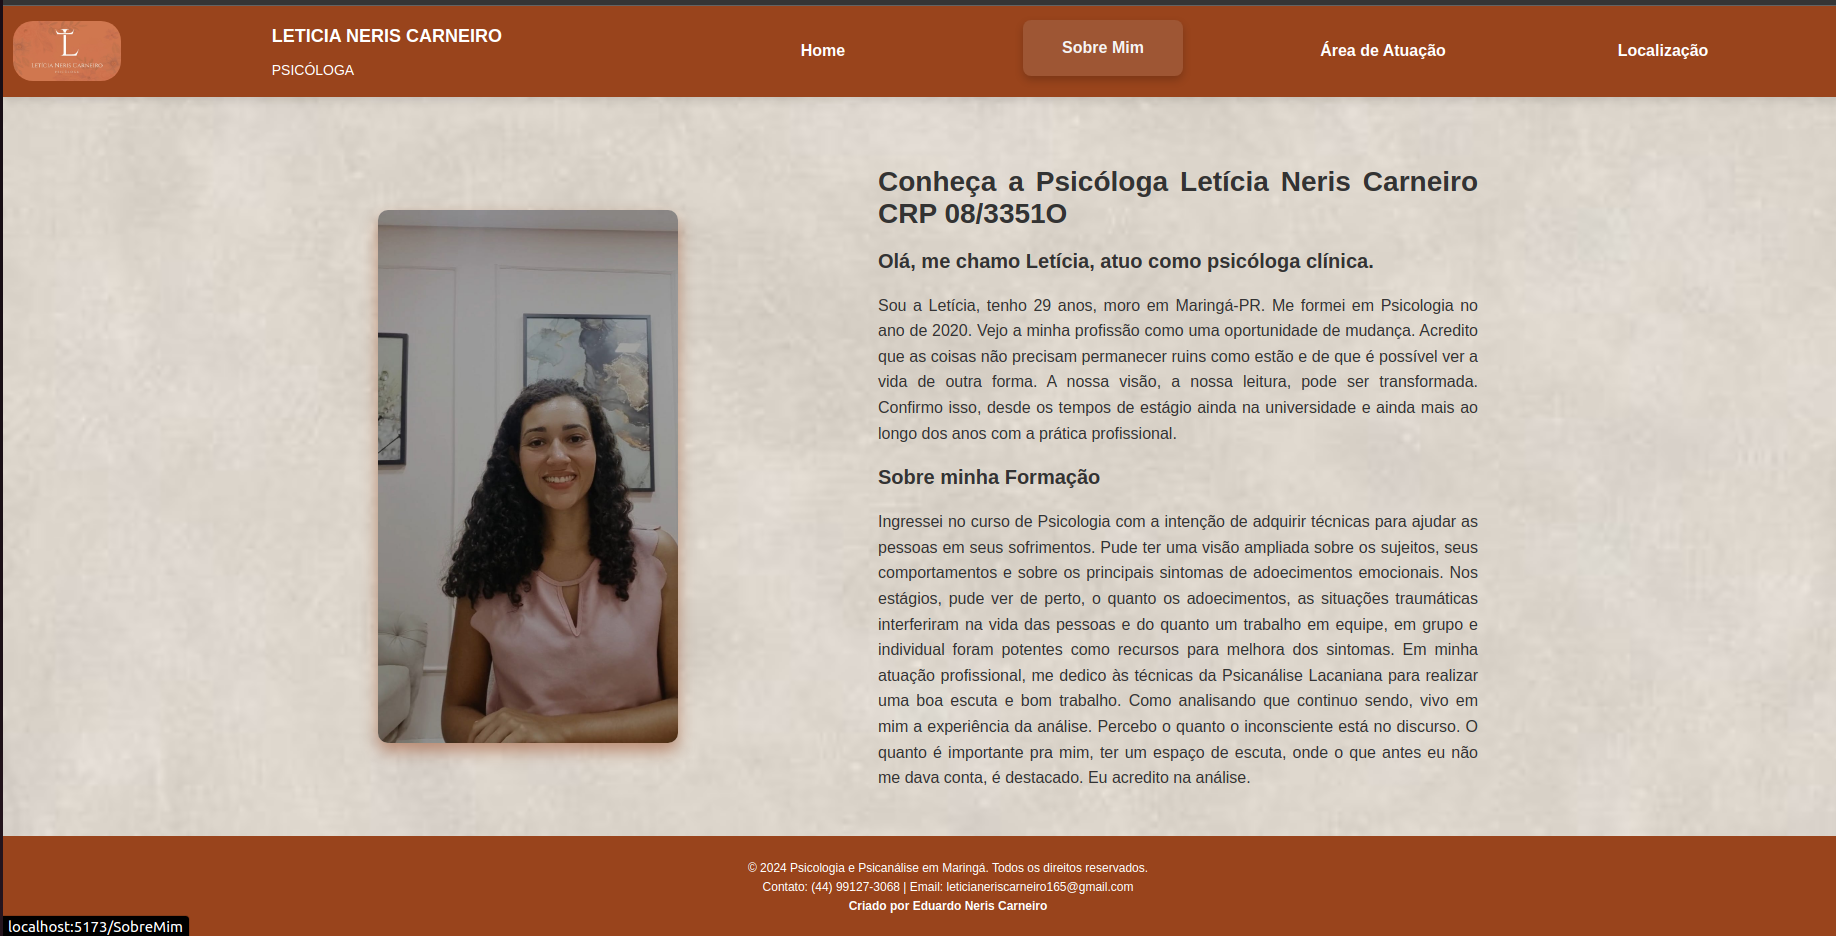 L
LETICIA NERIS CARNEIRO
LETICIA NERIS CARNEIRO
PSICÓLOGA
Home
Sobre Mim
Área de Atuação
Localização
Conheça a Psicóloga Letícia Neris Carneiro
CRP 08/3351O
Olá, me chamo Letícia, atuo como psicóloga clínica.
Sou a Letícia, tenho 29 anos, moro em Maringá-PR. Me formei em Psicologia no
ano de 2020. Vejo a minha profissão como uma oportunidade de mudança. Acredito
que as coisas não precisam permanecer ruins como estão e de que é possível ver a
vida de outra forma. A nossa visão, a nossa leitura, pode ser transformada.
Confirmo isso, desde os tempos de estágio ainda na universidade e ainda mais ao
longo dos anos com a prática profissional.
Sobre minha Formação
Ingressei no curso de Psicologia com a intenção de adquirir técnicas para ajudar as
pessoas em seus sofrimentos. Pude ter uma visão ampliada sobre os sujeitos, seus
comportamentos e sobre os principais sintomas de adoecimentos emocionais. Nos
estágios, pude ver de perto, o quanto os adoecimentos, as situações traumáticas
interferiram na vida das pessoas e do quanto um trabalho em equipe, em grupo e
individual foram potentes como recursos para melhora dos sintomas. Em minha
atuação profissional, me dedico às técnicas da Psicanálise Lacaniana para realizar
uma boa escuta e bom trabalho. Como analisando que continuo sendo, vivo em
mim a experiência da análise. Percebo o quanto o inconsciente está no discurso. O
quanto é importante pra mim, ter um espaço de escuta, onde o que antes eu não
me dava conta, é destacado. Eu acredito na análise.
© 2024 Psicologia e Psicanálise em Maringá. Todos os direitos reservados.
Contato: (44) 99127-3068 | Email: leticianeriscarneiro165@gmail.com
Criado por Eduardo Neris Carneiro
localhost:5173/SobreMim